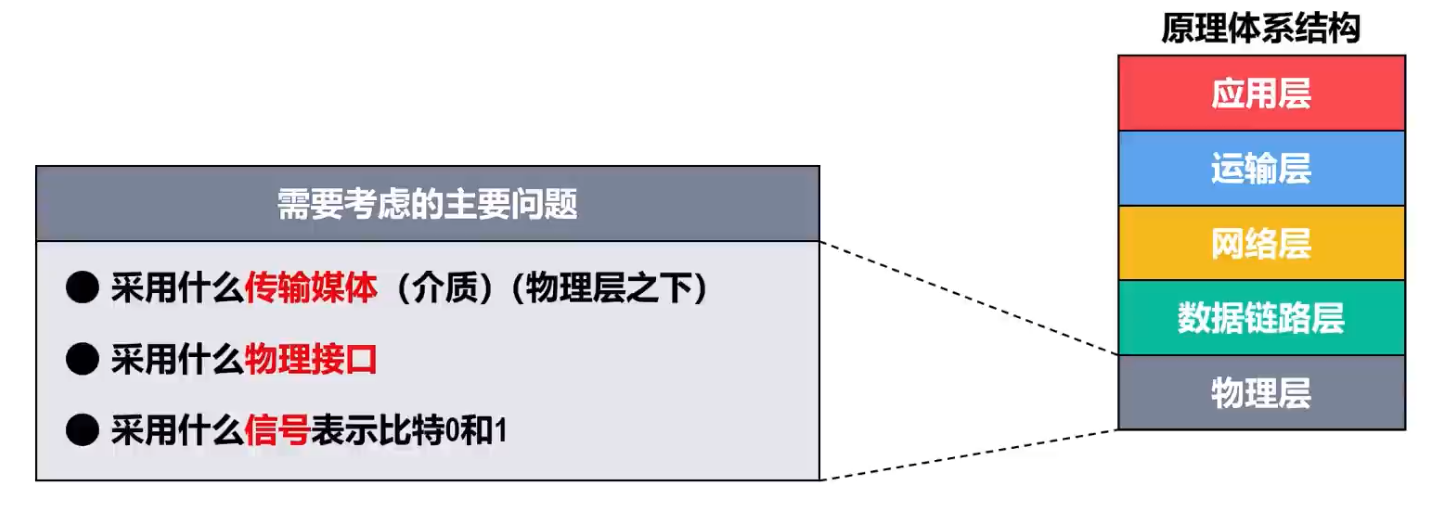 原理体系结构
应用层
运输层
网络层
数据链路层
物理层
需要考虑的主要问题
● 采用什么传输媒体（介质）(物理层之下)
● 采用什么物理接口
● 采用什么信号表示比特0和1